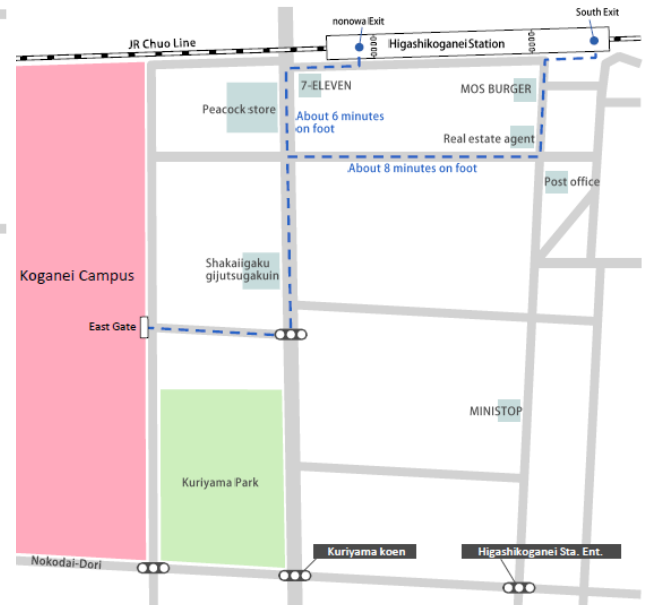 South Exit
nonowa Exit
JR Chuo Line
Higashikoganei Station
7-ELEVEN
MOS BURGER
Peacock store
About 6 minutes
on foot
Real estate agent
About 8 minutes on foot
Post office
Shakaiigaku
gijutsugakuin
Koganei Campus
East Gate
MINISTOP
Kuriyama Park
Kuriyama koen
Higashikoganei Sta. Ent.
Nokodai-Dori